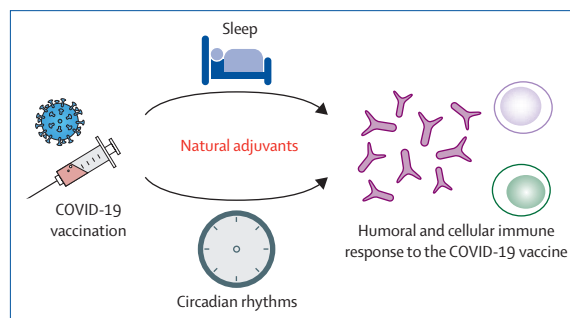 Sleep
Natural adjuvants
COVID-19
vaccination
Circadian rhythms
Humoral and cellular immune
response to the COVID-19 vaccine